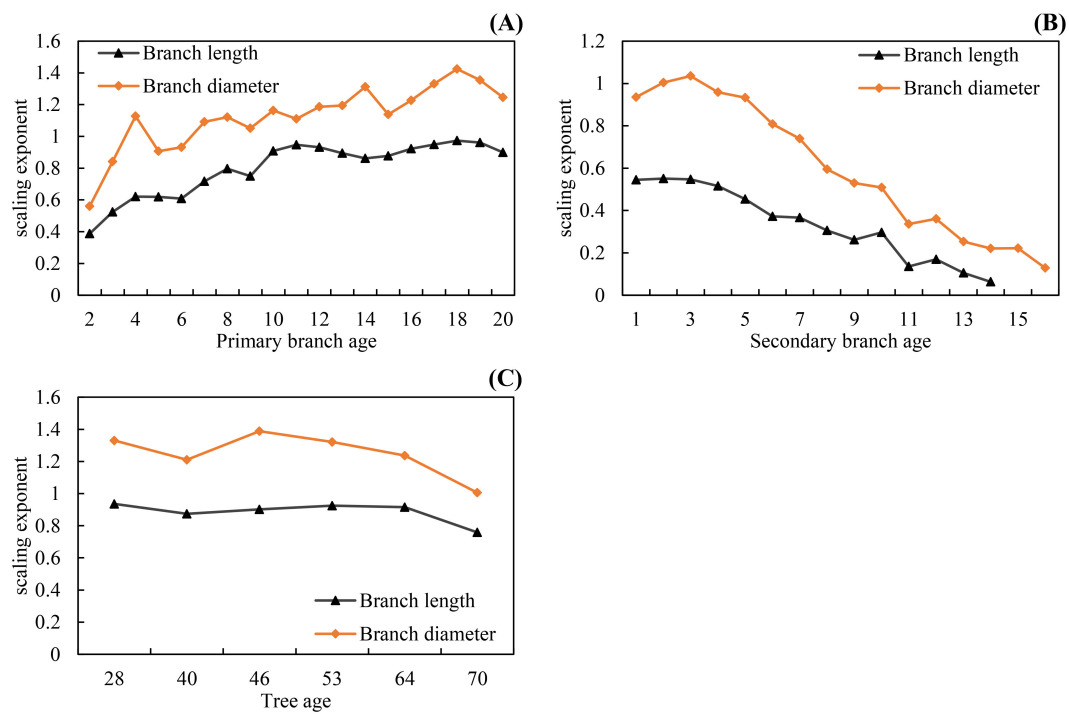 (A)
1.6
1.4
1.2
1
0.8
0.6
0.4
0.2
0
scaling exponent
Branch length
Branch diameter
2 4 6 8 10 12 14 16 18 20
Primary branch age
(B)
1.2
1
0.8
0.6
0.4
0.2
0
scaling exponent
Branch length
Branch diameter
1 3 5 7 9 11 13 15
Secondary branch age
(C)
1.6
1.4
1.2
1
0.8
0.6
0.4
0.2
0
scaling exponent
Branch length
Branch diameter
28 40 46 53 64 70
Tree age